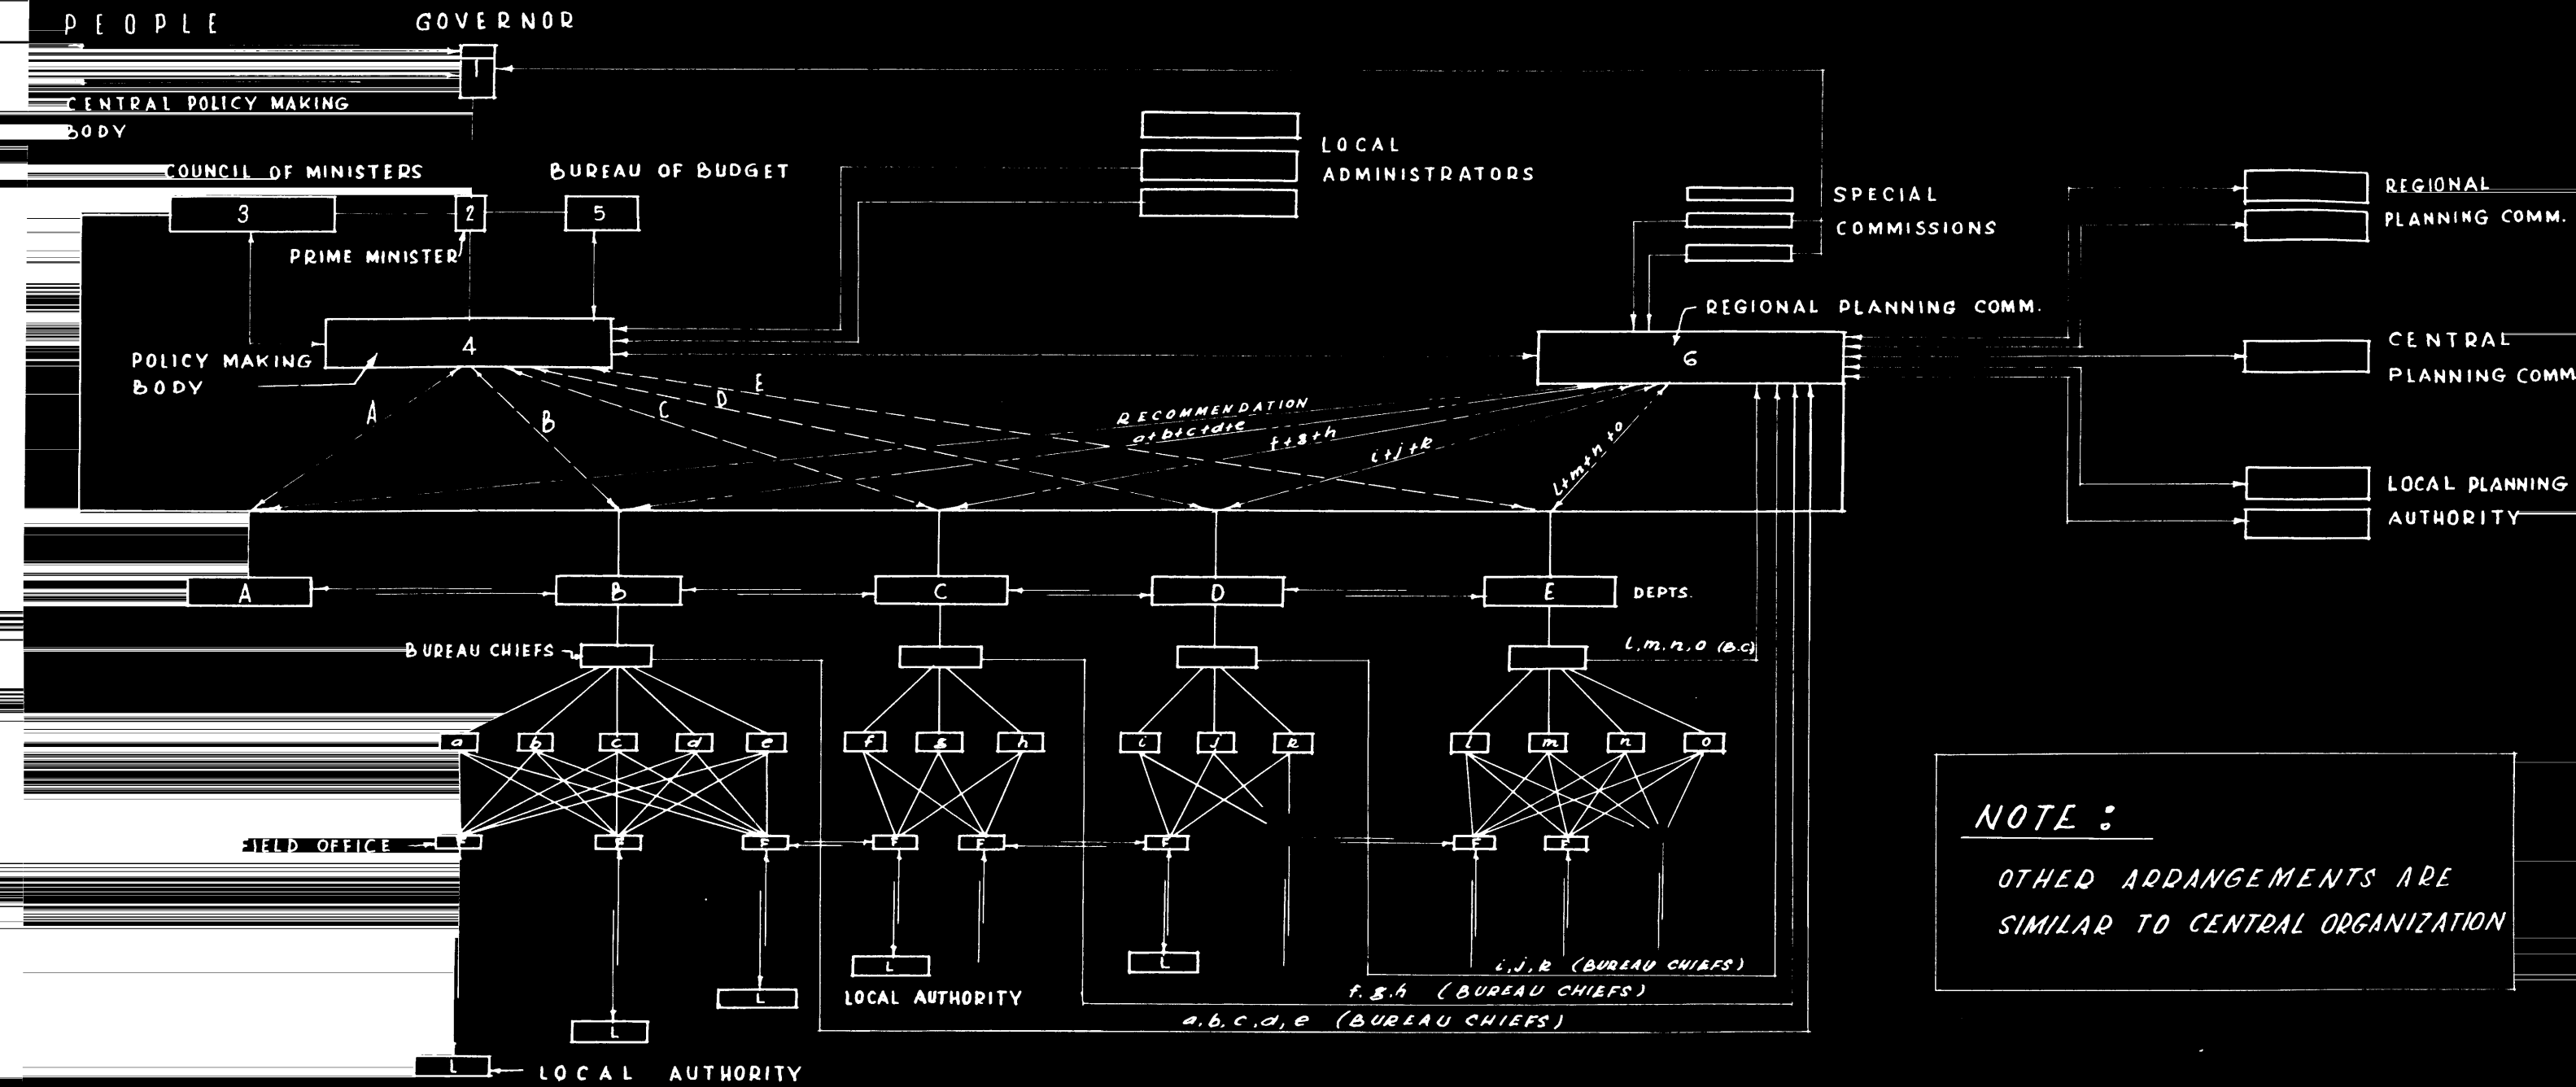 PEOPLE
GOVERNOR
1
CENTRAL POLICY MAKING
BODY
COUNCIL OF MINISTERS
BUREAU OF BUDGET
3
2
5
PRIME MINISTER
LOCAL
ADMINISTRATORS
SPECIAL
COMMISSIONS
REGIONAL
PLANNING COMM.
REGIONAL PLANNING COMM.
4
6
POLICY MAKING
BODY
CENTRAL
PLANNING COMM
A
B
C
D
E
RECOMMENDATION
a+b+c+d+e
f+g+h
i+j+k
l+m+n+o
LOCAL PLANNING
AUTHORITY
A
B
C
D
E
DEPTS.
BUREAU CHIEFS
l, m, n, o (B.C)
a
b
c
d
e
f
g
h
i
j
k
l
m
n
o
FIELD OFFICE
F
F
F
F
F
F
F
F
L
L
L
L
L
LOCAL AUTHORITY
i, j, k (BUREAU CHIEFS)
f, g, h (BUREAU CHIEFS)
a, b, c, d, e (BUREAU CHIEFS)
LOCAL AUTHORITY
NOTE:
OTHER ARRANGEMENTS ARE
SIMILAR TO CENTRAL ORGANIZATION